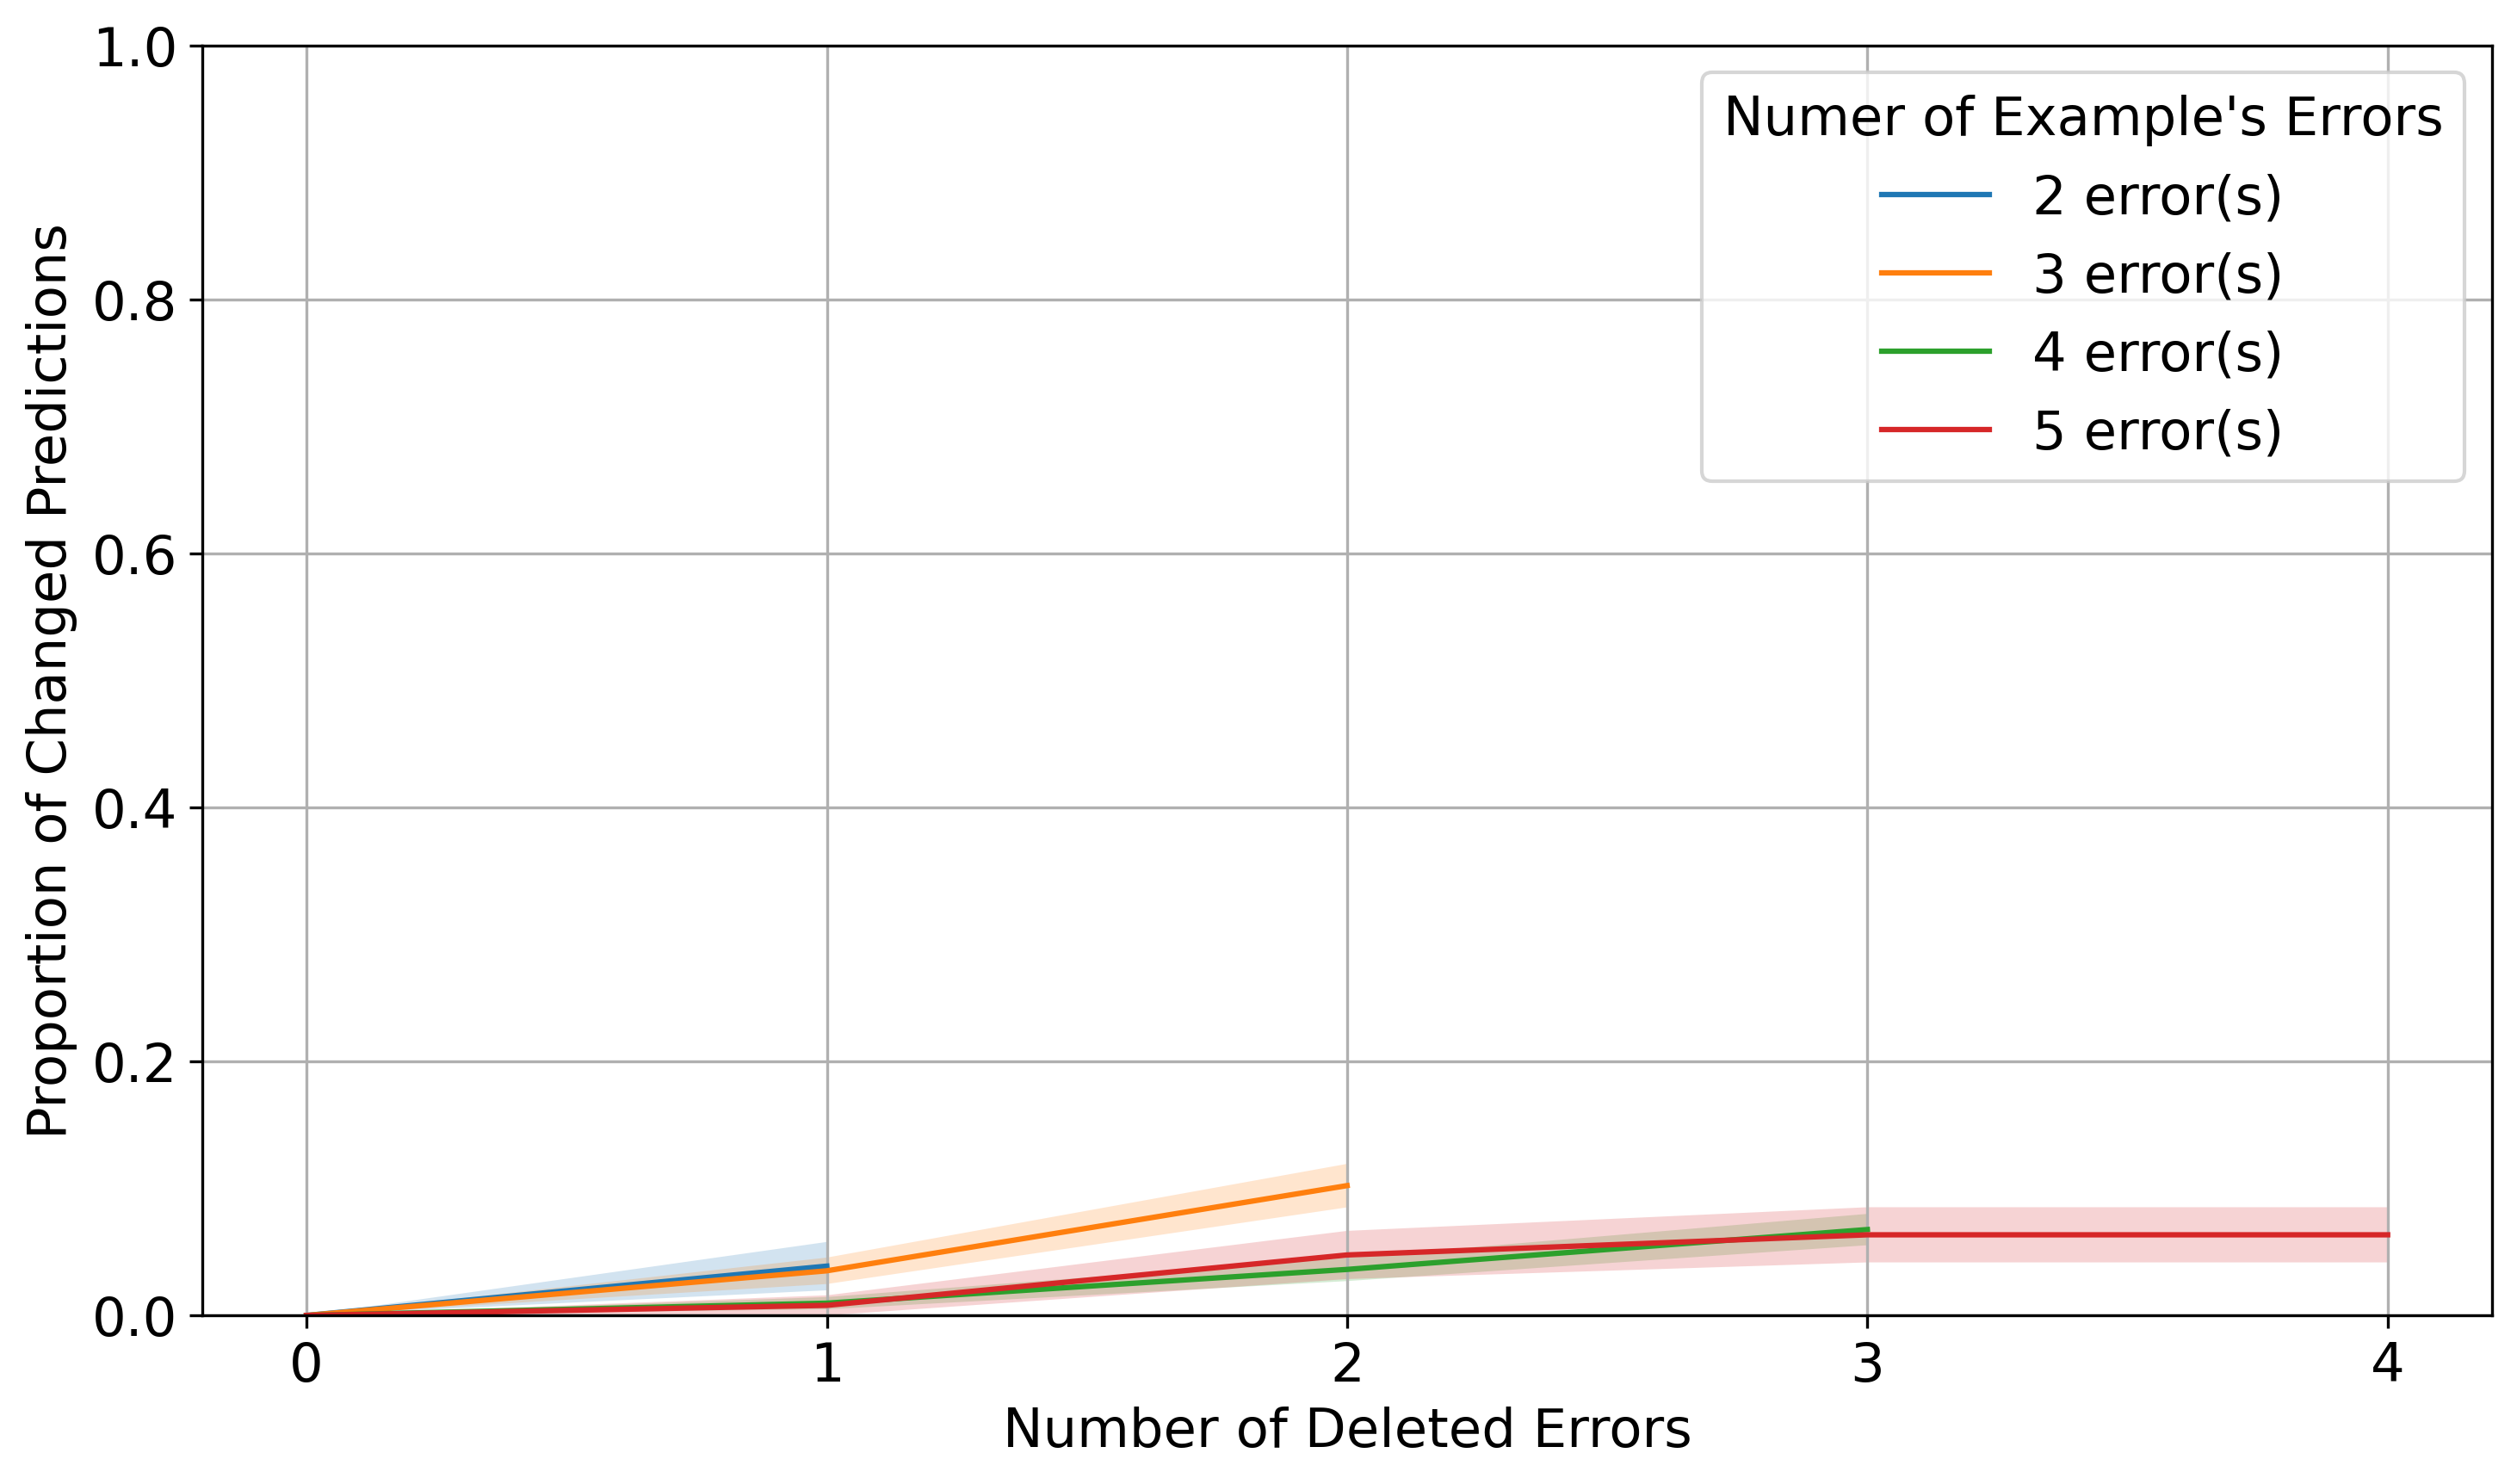 1.0
0.8
0.6
0.4
0.2
0.0
Proportion of Changed Predictions
Numer of Example's Errors
2 error(s)
3 error(s)
4 error(s)
5 error(s)
0 1 2 3 4
Number of Deleted Errors